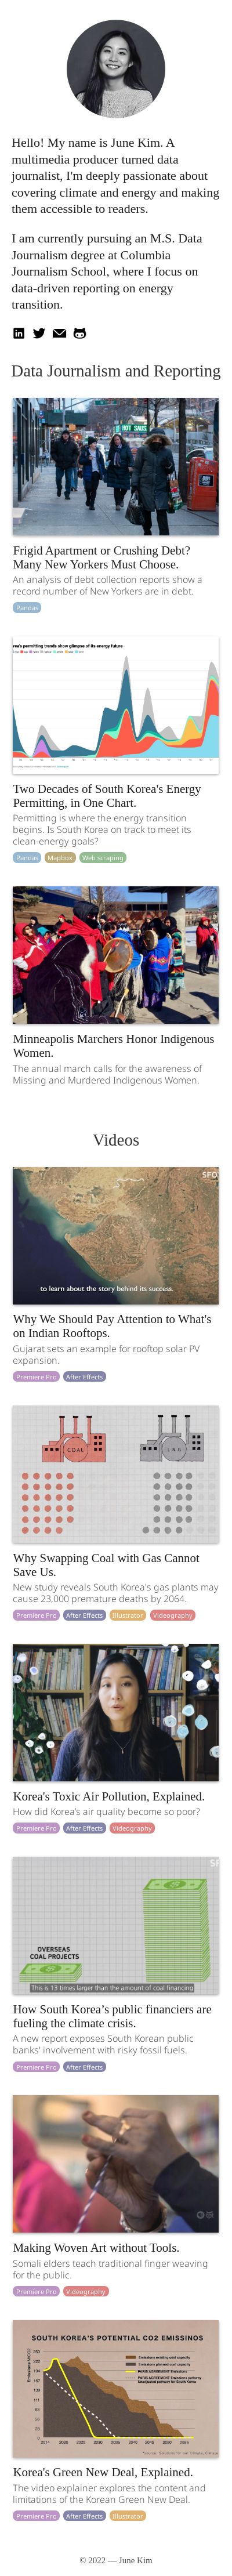 Hello! My name is June Kim. A
multimedia producer turned data
journalist, I'm deeply passionate about
covering climate and energy and making
them accessible to readers.
I am currently pursuing an M.S. Data
Journalism degree at Columbia
Journalism School, where I focus on
data-driven reporting on energy
transition.
Data Journalism and Reporting
HOT SALES
Frigid Apartment or Crushing Debt?
Many New Yorkers Must Choose.
An analysis of debt collection reports show a
record number of New Yorkers are in debt.
Pandas
rea's permitting trends show glimpses of its energy future
Two Decades of South Korea's Energy
Permitting, in One Chart.
Permitting is where the energy transition
begins. Is South Korea on track to meet its
clean-energy goals?
Pandas Mapbox Web scraping
Minneapolis Marchers Honor Indigenous
Women.
The annual march calls for the awareness of
Missing and Murdered Indigenous Women.
Videos
SFO
to learn about the story behind its success.
Why We Should Pay Attention to What's
on Indian Rooftops.
Gujarat sets an example for rooftop solar PV
expansion.
Premiere Pro After Effects
COAL LNG
Why Swapping Coal with Gas Cannot
Save Us.
New study reveals South Korea's gas plants may
cause 23,000 premature deaths by 2064.
Premiere Pro After Effects Illustrator Videography
Korea's Toxic Air Pollution, Explained.
How did Korea's air quality become so poor?
Premiere Pro After Effects Videography
SF
OVERSEAS
COAL PROJECTS
This is 13 times larger than the amount of coal financing
How South Korea’s public financiers are
fueling the climate crisis.
A new report exposes South Korean public
banks' involvement with risky fossil fuels.
Premiere Pro After Effects
Making Woven Art without Tools.
Somali elders teach traditional finger weaving
for the public.
Premiere Pro Videography
SOUTH KOREA'S POTENTIAL CO2 EMISSINOS
Korea's Green New Deal, Explained.
The video explainer explores the content and
limitations of the Korean Green New Deal.
Premiere Pro After Effects Illustrator
© 2022 — June Kim